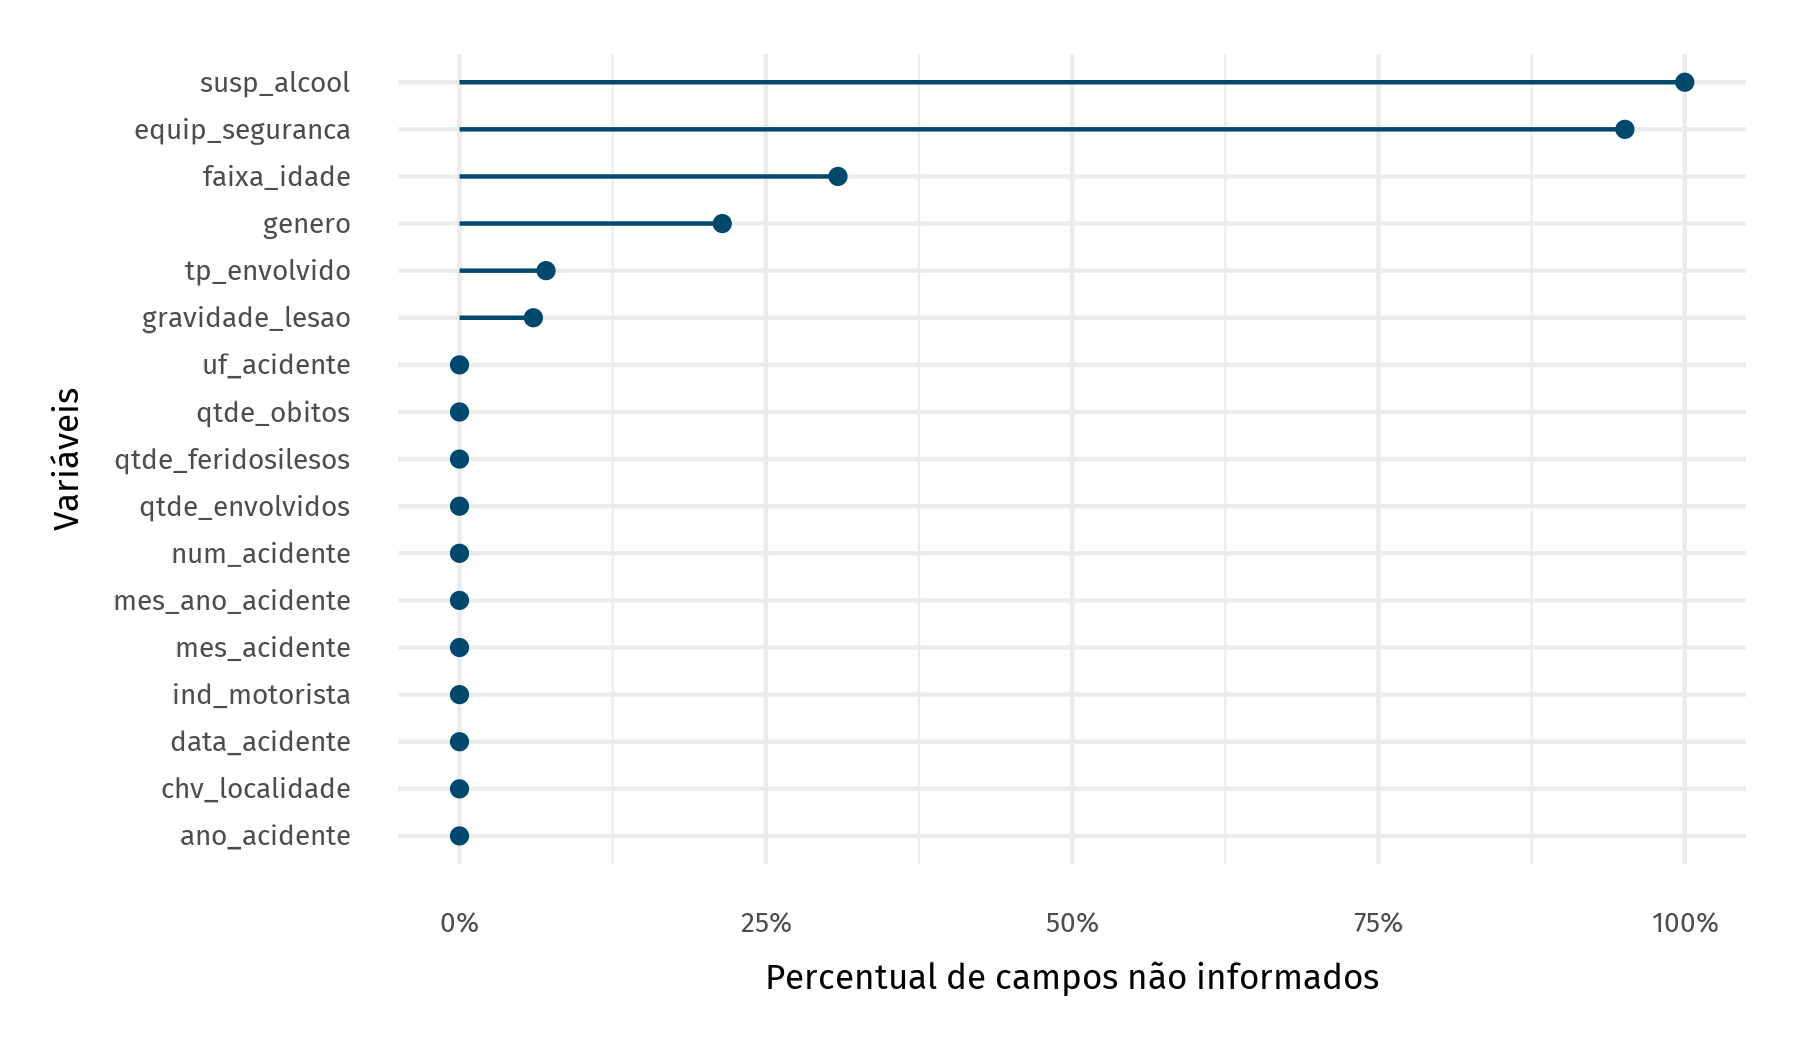 susp_alcool
equip_seguranca
faixa_idade
genero
tp_envolvido
gravidade_lesao
uf_acidente
qtde_obitos
qtde_feridosilesos
qtde_envolvidos
num_acidente
mes_ano_acidente
mes_acidente
ind_motorista
data_acidente
chv_localidade
ano_acidente
Variáveis
0% 25% 50% 75% 100%
Percentual de campos não informados